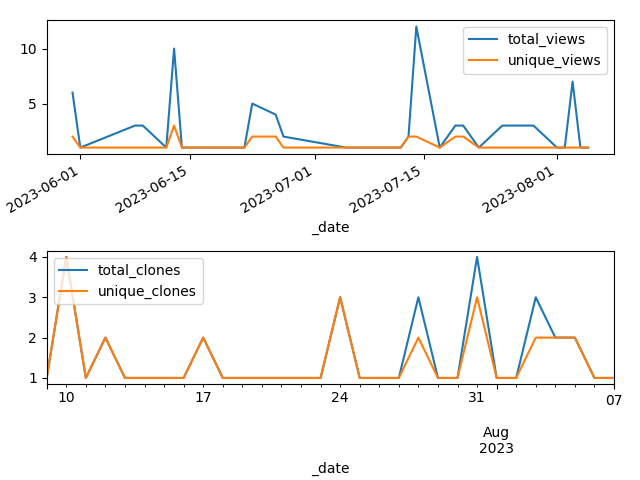 10
5
total_views
unique_views
2023-06-01
2023-06-15
2023-07-01
2023-07-15
2023-08-01
_date
4
3
2
1
total_clones
unique_clones
10
17
24
31
07
Aug
2023
_date